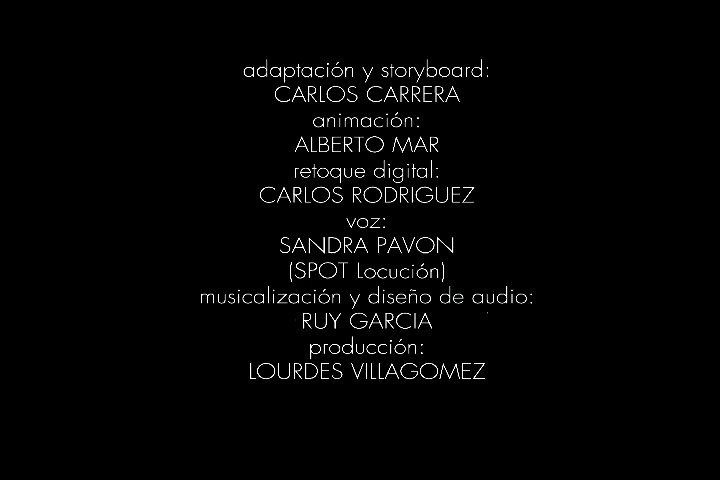 adaptación y storyboard:
CARLOS CARRERA
animación:
ALBERTO MAR
retoque digital:
CARLOS RODRIGUEZ
voz:
SANDRA PAVON
(SPOT Locución)
musicalización y diseño de audio:
RUY GARCIA
producción:
LOURDES VILLAGOMEZ